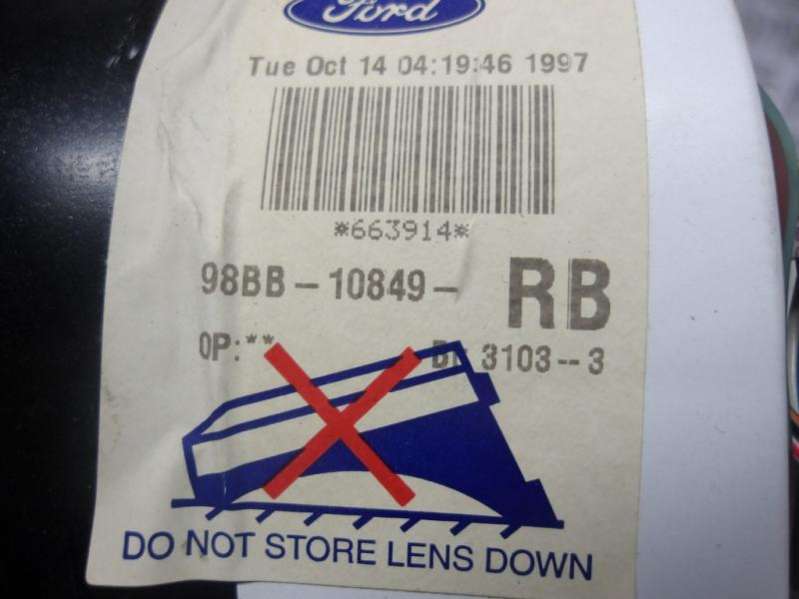 Ford
Tue Oct 14 04:19:46 1997
*663914*
98BB-10849-RB
OP:** 3103--3
DO NOT STORE LENS DOWN